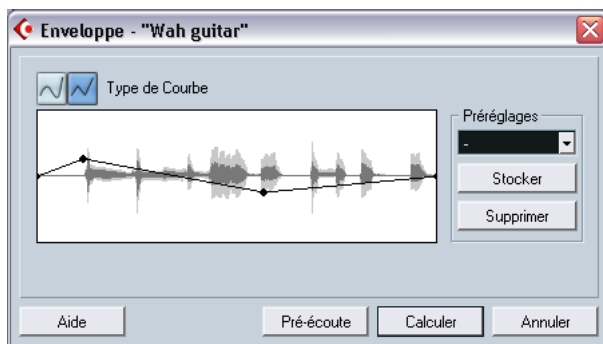 Enveloppe - "Wah guitar"
Type de Courbe
Préréglages
-
Stocker
Supprimer
Aide
Pré-écoute
Calculer
Annuler